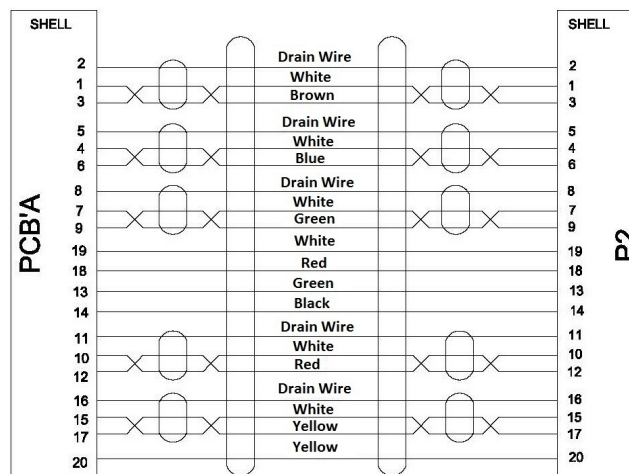 SHELL SHELL
2 Drain Wire 2
1 White 1
3 Brown 3
5 Drain Wire 5
4 White 4
6 Blue 6
8 Drain Wire 8
7 White 7
9 Green 9
19 White 19
18 Red 18
13 Green 13
14 Black 14
11 Drain Wire 11
10 White 10
12 Red 12
16 Drain Wire 16
15 White 15
17 Yellow 17
20 Yellow 20
PCB'A
P2